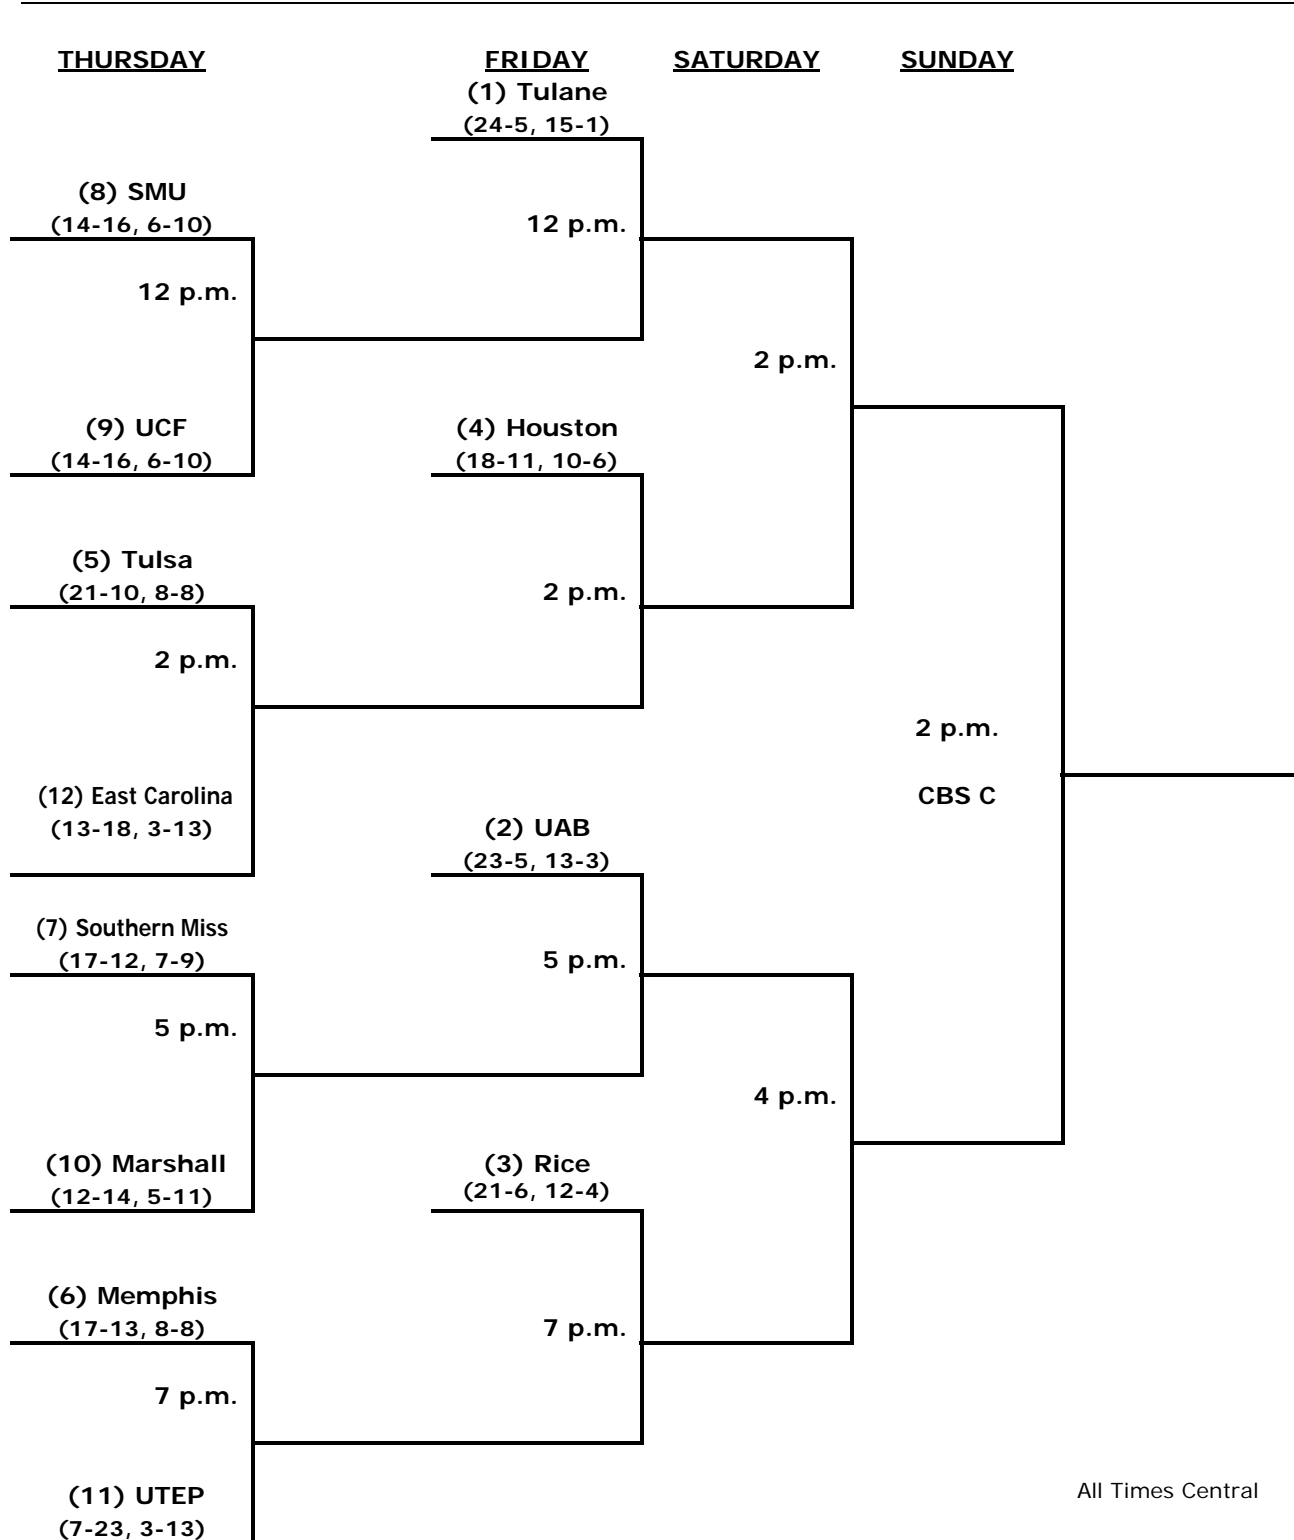 THURSDAY
FRIDAY
SATURDAY
SUNDAY
(1) Tulane
(24-5, 15-1)
(8) SMU
(14-16, 6-10)
12 p.m.
12 p.m.
2 p.m.
(9) UCF
(14-16, 6-10)
(4) Houston
(18-11, 10-6)
(5) Tulsa
(21-10, 8-8)
2 p.m.
2 p.m.
2 p.m.
CBS C
(12) East Carolina
(13-18, 3-13)
(2) UAB
(23-5, 13-3)
(7) Southern Miss
(17-12, 7-9)
5 p.m.
5 p.m.
4 p.m.
(10) Marshall
(12-14, 5-11)
(3) Rice
(21-6, 12-4)
(6) Memphis
(17-13, 8-8)
7 p.m.
7 p.m.
(11) UTEP
(7-23, 3-13)
All Times Central